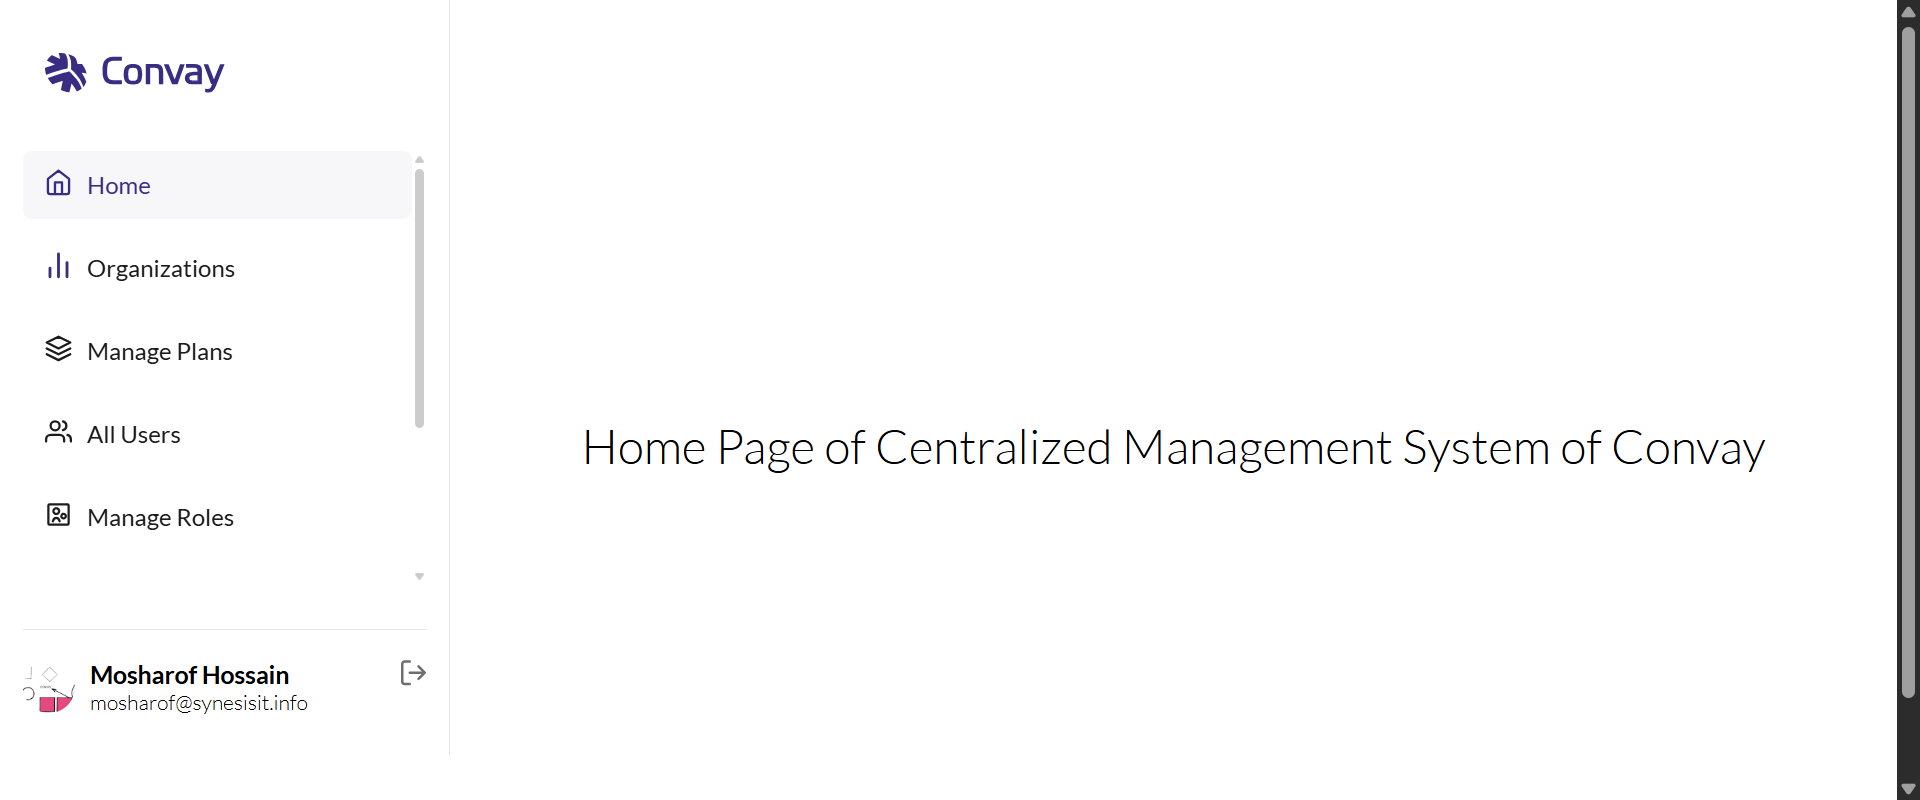 Convay
Home
Organizations
Manage Plans
All Users
Manage Roles
Mosharof Hossain
mosharof@synesisit.info
Home Page of Centralized Management System of Convay